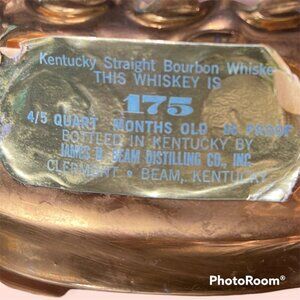 Kentucky Straight Bourbon Whiske
THIS WHISKEY IS
175
4/5 QUART MONTHS OLD 86 PROOF
BOTTLED IN KENTUCKY BY
JAMES B. BEAM DISTILLING CO., INC.
CLERMONT • BEAM, KENTUCKY
PhotoRoom®